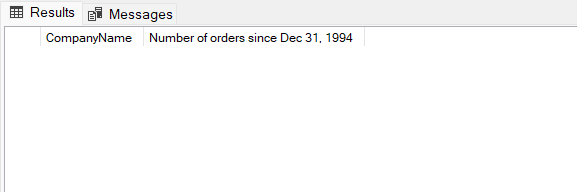 Results Messages
CompanyName Number of orders since Dec 31, 1994